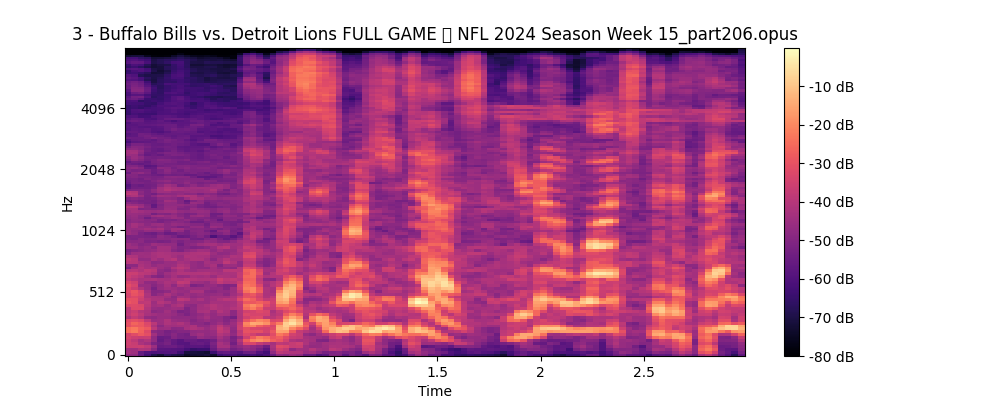 3 - Buffalo Bills vs. Detroit Lions FULL GAME ▯ NFL 2024 Season Week 15_part206.opus
Hz
4096
2048
1024
512
0
0
0.5
1
1.5
2
2.5
Time
-10 dB
-20 dB
-30 dB
-40 dB
-50 dB
-60 dB
-70 dB
-80 dB